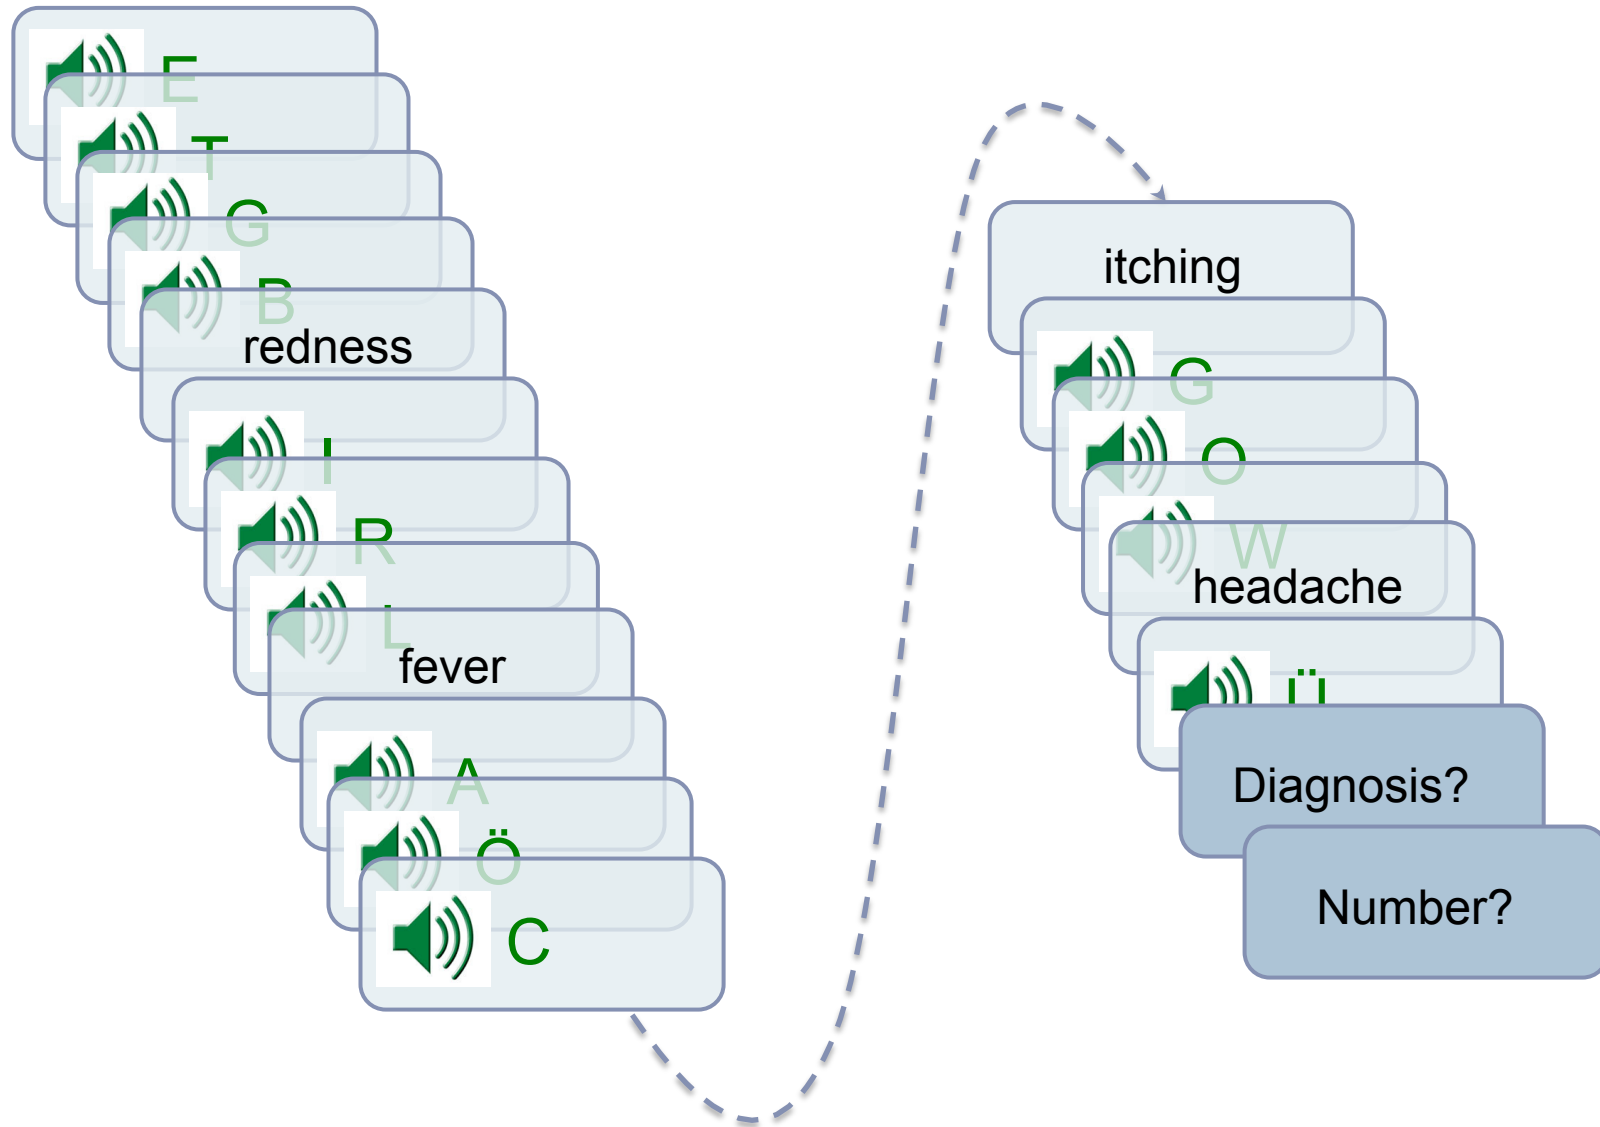 E
T
G
B
redness
I
R
L
fever
A
Ö
C
itching
G
O
W
headache
Ü
Diagnosis?
Number?